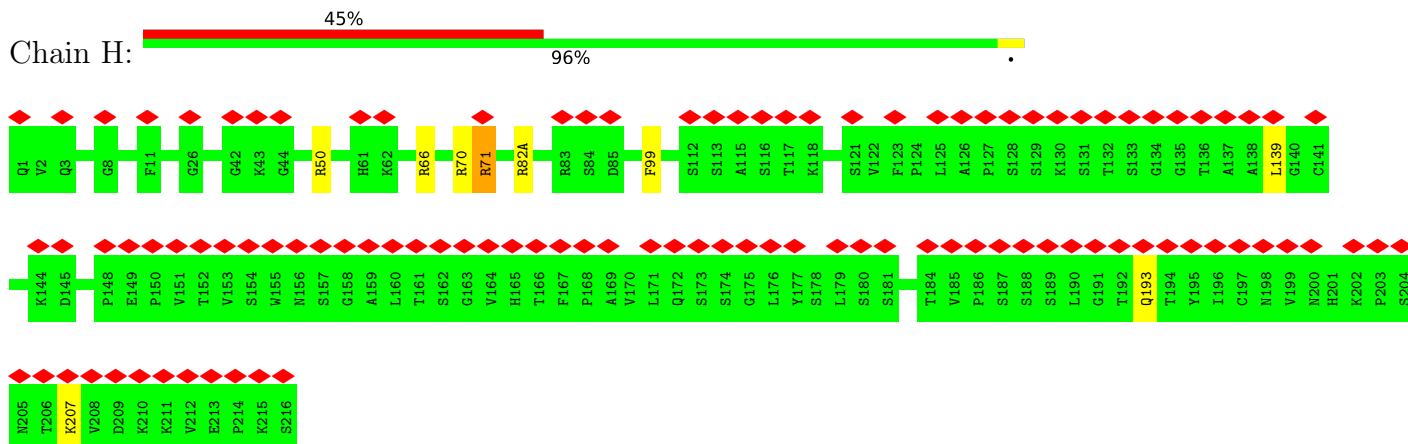 45%
Chain H:
96% •
Q1 V2 Q3 G8 F11 G26 G42 K43 G44 R50 H61 K62 R66 R70 R71 R82A R83 S84 D85 F99 S112 S113 A115 S116 T117 K118 S121 V122 F123 P124 L125 A126 P127 S128 S129 K130 S131 T132 S133 G134 G135 T136 A137 A138 L139 G140 C141
K144 D145 P148 E149 P150 V151 T152 V153 S154 W155 N156 S157 G158 A159 L160 T161 S162 G163 V164 H165 T166 F167 P168 A169 V170 L171 Q172 S173 S174 G175 L176 Y177 S178 L179 S180 S181 T184 V185 P186 S187 S188 S189 L190 G191 T192 Q193 T194 Y195 I196 C197 N198 V199 N200 H201 K202 P203 S204
N205 T206 K207 V208 D209 K210 K211 V212 E213 P214 K215 S216